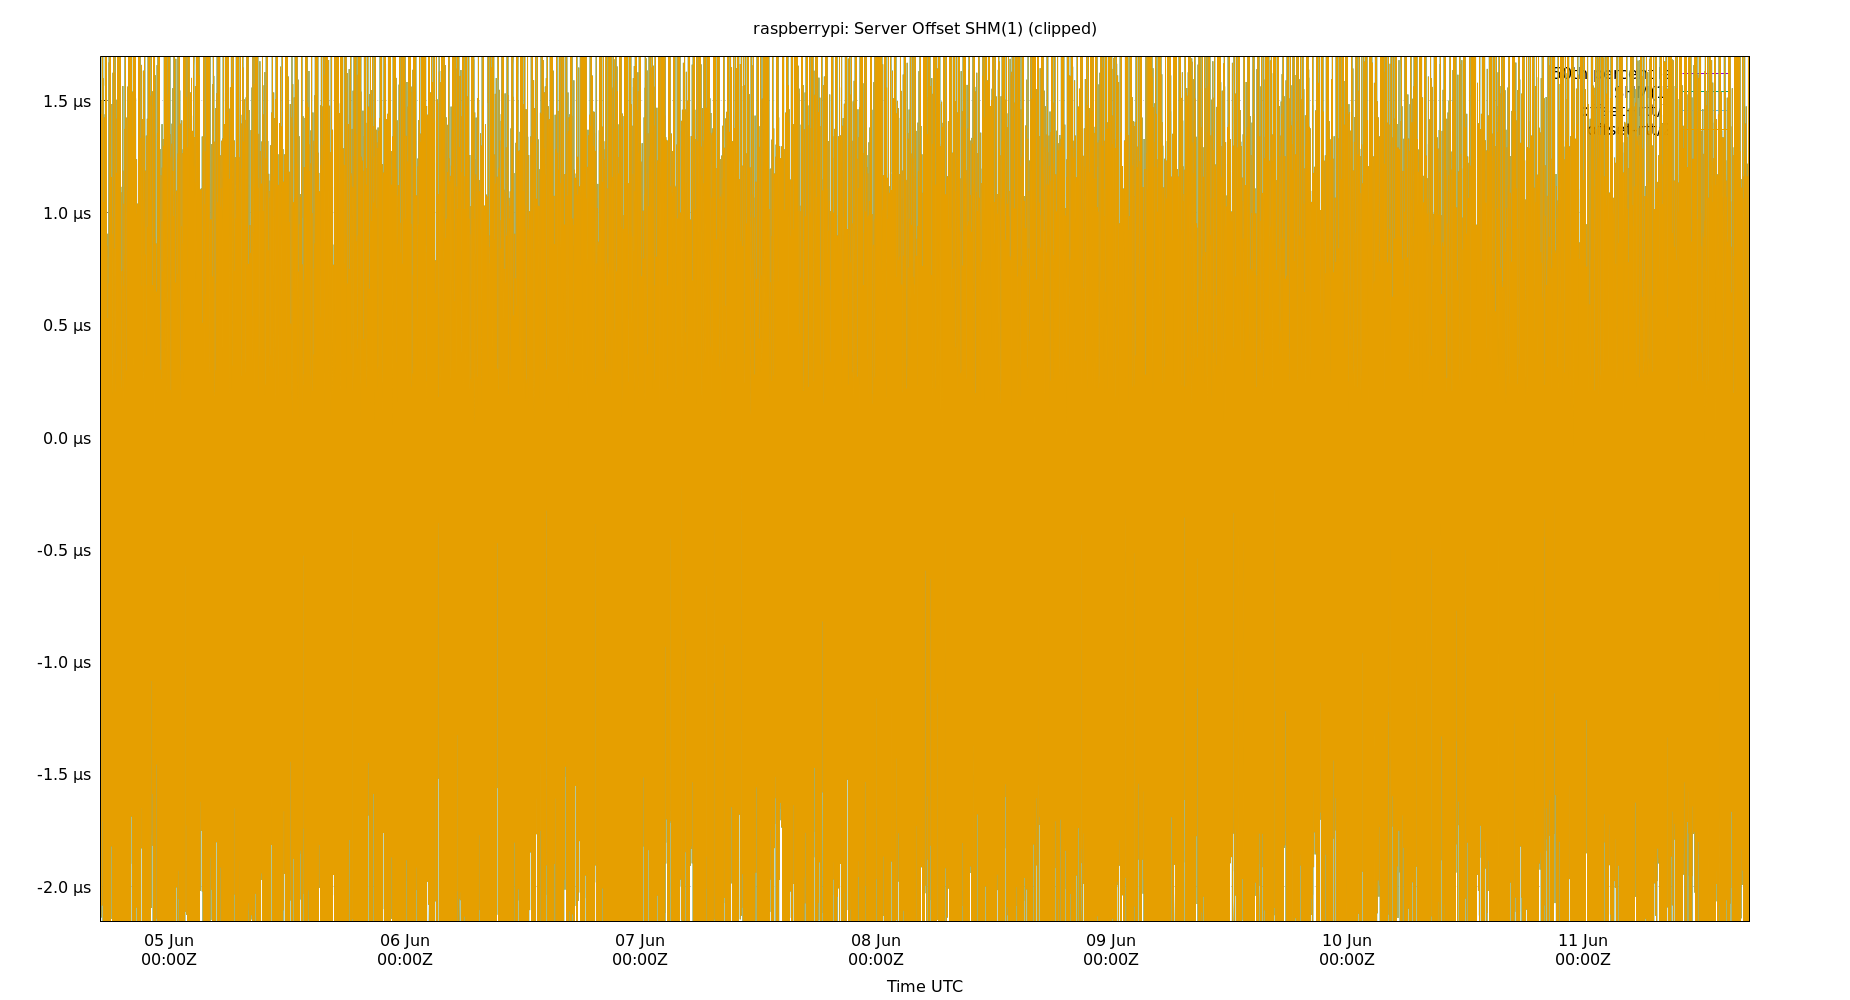 raspberrypi: Server Offset SHM(1) (clipped)
1.5 µs
1.0 µs
0.5 µs
0.0 µs
-0.5 µs
-1.0 µs
-1.5 µs
-2.0 µs
05 Jun 06 Jun 07 Jun 08 Jun 09 Jun 10 Jun 11 Jun
00:00Z 00:00Z 00:00Z 00:00Z 00:00Z 00:00Z 00:00Z
Time UTC